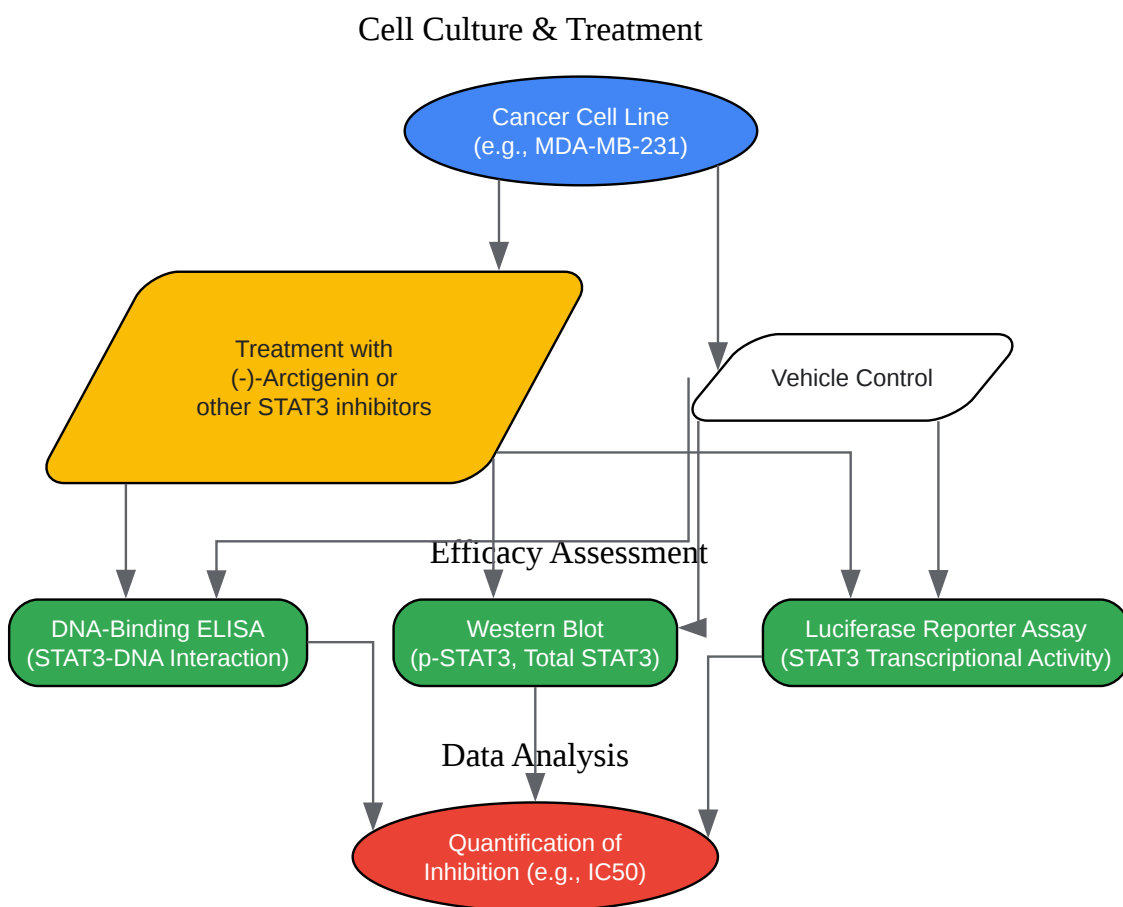 Cell Culture & Treatment
Cancer Cell Line
(e.g., MDA-MB-231)
Treatment with
(-)-Arctigenin or
other STAT3 inhibitors
Vehicle Control
Efficacy Assessment
DNA-Binding ELISA
(STAT3-DNA Interaction)
Western Blot
(p-STAT3, Total STAT3)
Luciferase Reporter Assay
(STAT3 Transcriptional Activity)
Data Analysis
Quantification of
Inhibition (e.g., IC50)